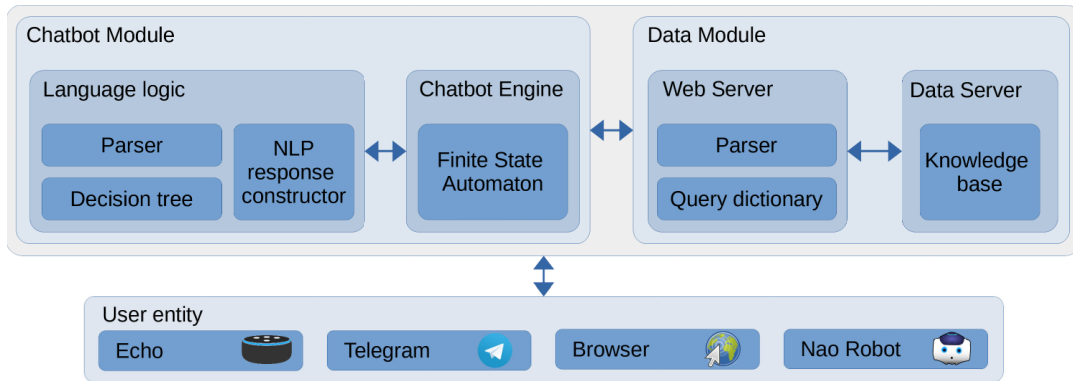 Chatbot Module
Language logic
Parser
Decision tree
NLP
response
constructor
Chatbot Engine
Finite State
Automaton
Data Module
Web Server
Parser
Query dictionary
Data Server
Knowledge
base
User entity
Echo
Telegram
Browser
Nao Robot